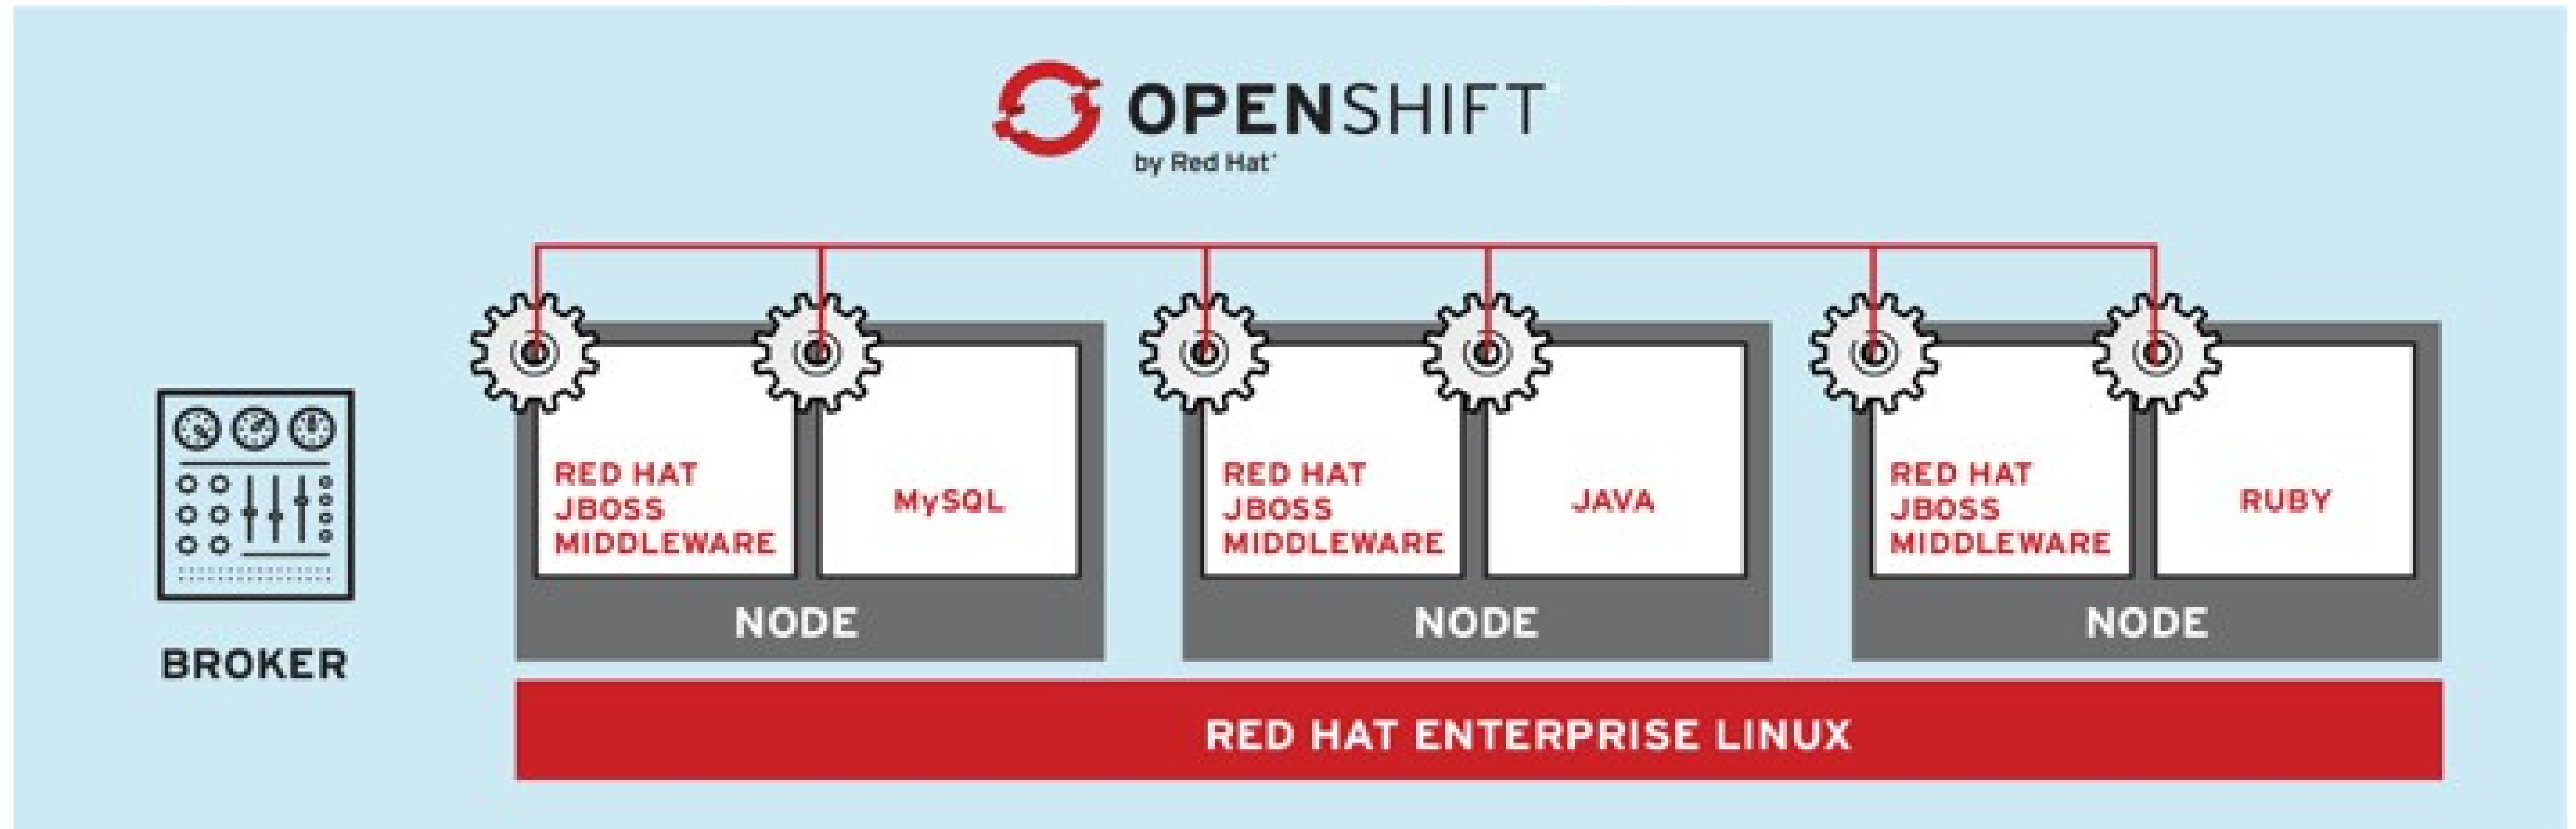 OPENSHIFT
by Red Hat
RED HAT
JBOSS
MIDDLEWARE
MySQL
NODE
RED HAT
JBOSS
MIDDLEWARE
JAVA
NODE
RED HAT
JBOSS
MIDDLEWARE
RUBY
NODE
BROKER
RED HAT ENTERPRISE LINUX